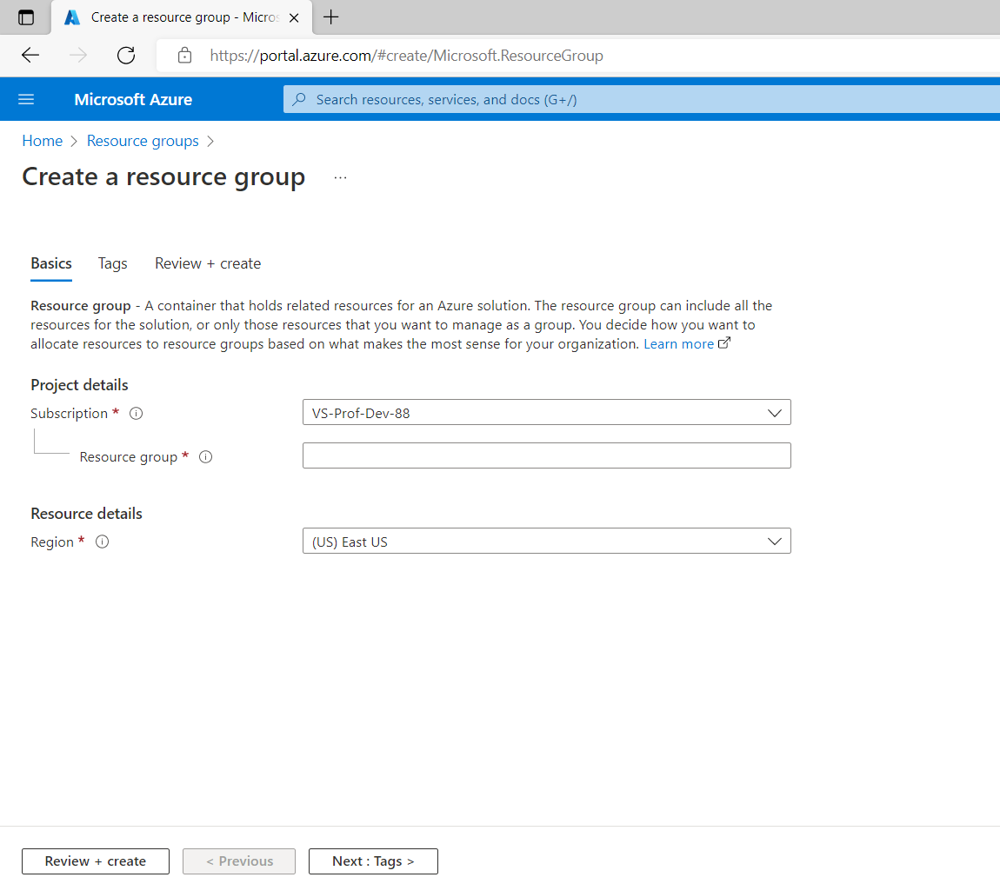 Create a resource group - Micros
https://portal.azure.com/#create/Microsoft.ResourceGroup
Microsoft Azure
Search resources, services, and docs (G+/)
Home > Resource groups >
Create a resource group ...
Basics Tags Review + create
Resource group - A container that holds related resources for an Azure solution. The resource group can include all the
resources for the solution, or only those resources that you want to manage as a group. You decide how you want to
allocate resources to resource groups based on what makes the most sense for your organization. Learn more
Project details
Subscription * VS-Prof-Dev-88
Resource group *
Resource details
Region * (US) East US
Review + create < Previous Next : Tags >